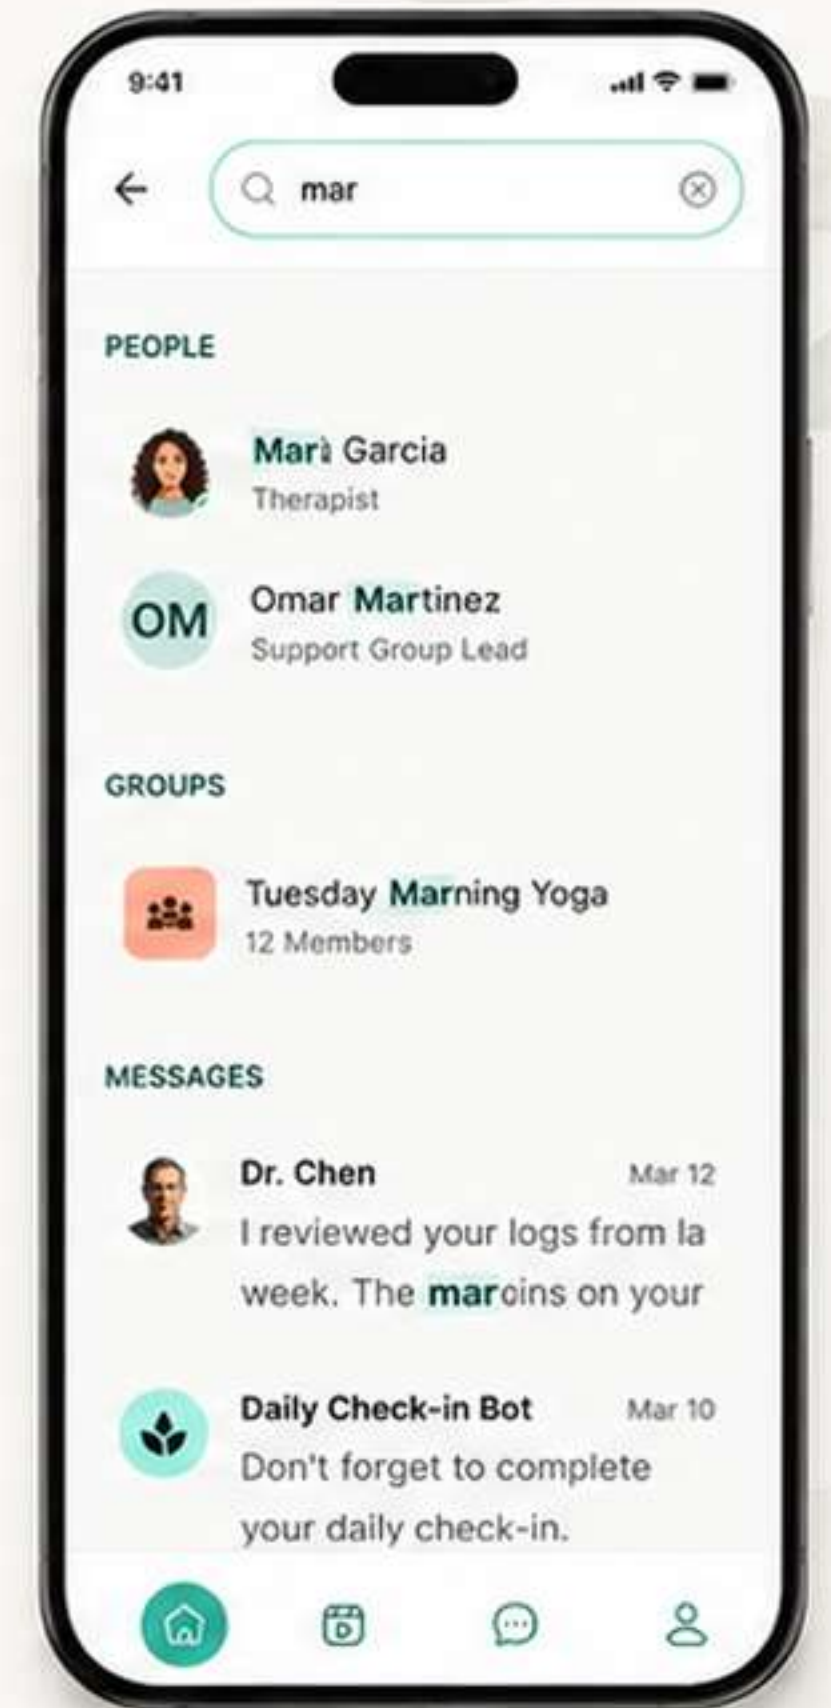 9:41
mar
PEOPLE
Garcia
Therapist
OM
Omar Martinez
Support Group Lead
GROUPS
Tuesday Marning Yoga
12 Members
MESSAGES
Dr. Chen
Mar 12
I reviewed your logs from la
week. The on your
Daily Check-in Bot
Mar 10
Don't forget to complete
your daily check-in.